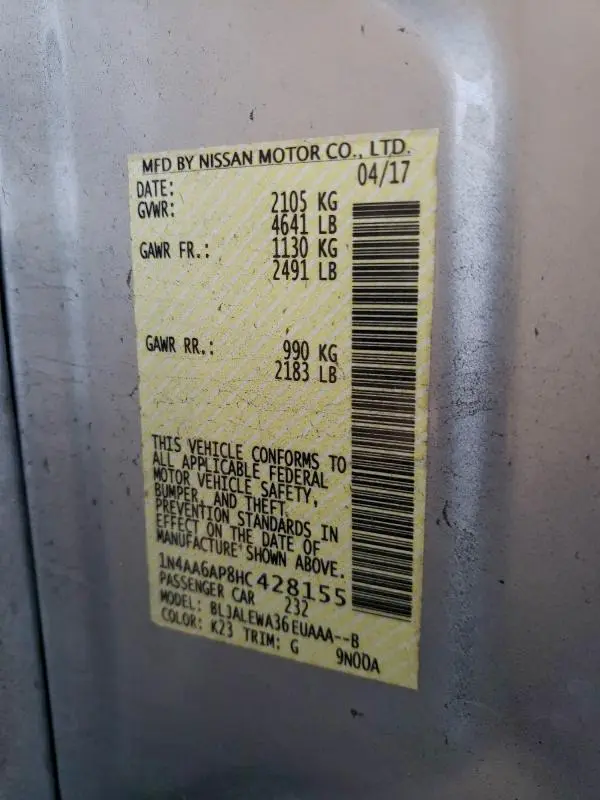 MFD BY NISSAN MOTOR CO., LTD.
DATE: 04/17
GVWR: 2105 KG
4641 LB
GAWR FR.: 1130 KG
2491 LB
GAWR RR.: 990 KG
2183 LB
THIS VEHICLE CONFORMS TO
ALL APPLICABLE FEDERAL
MOTOR VEHICLE SAFETY,
BUMPER, AND THEFT
PREVENTION STANDARDS IN
EFFECT ON THE DATE OF
MANUFACTURE SHOWN ABOVE.
1N4AA6AP8HC428155
PASSENGER CAR 232
MODEL: BLJALEWA36EUAAA--B
COLOR: K23 TRIM: G 9N00A